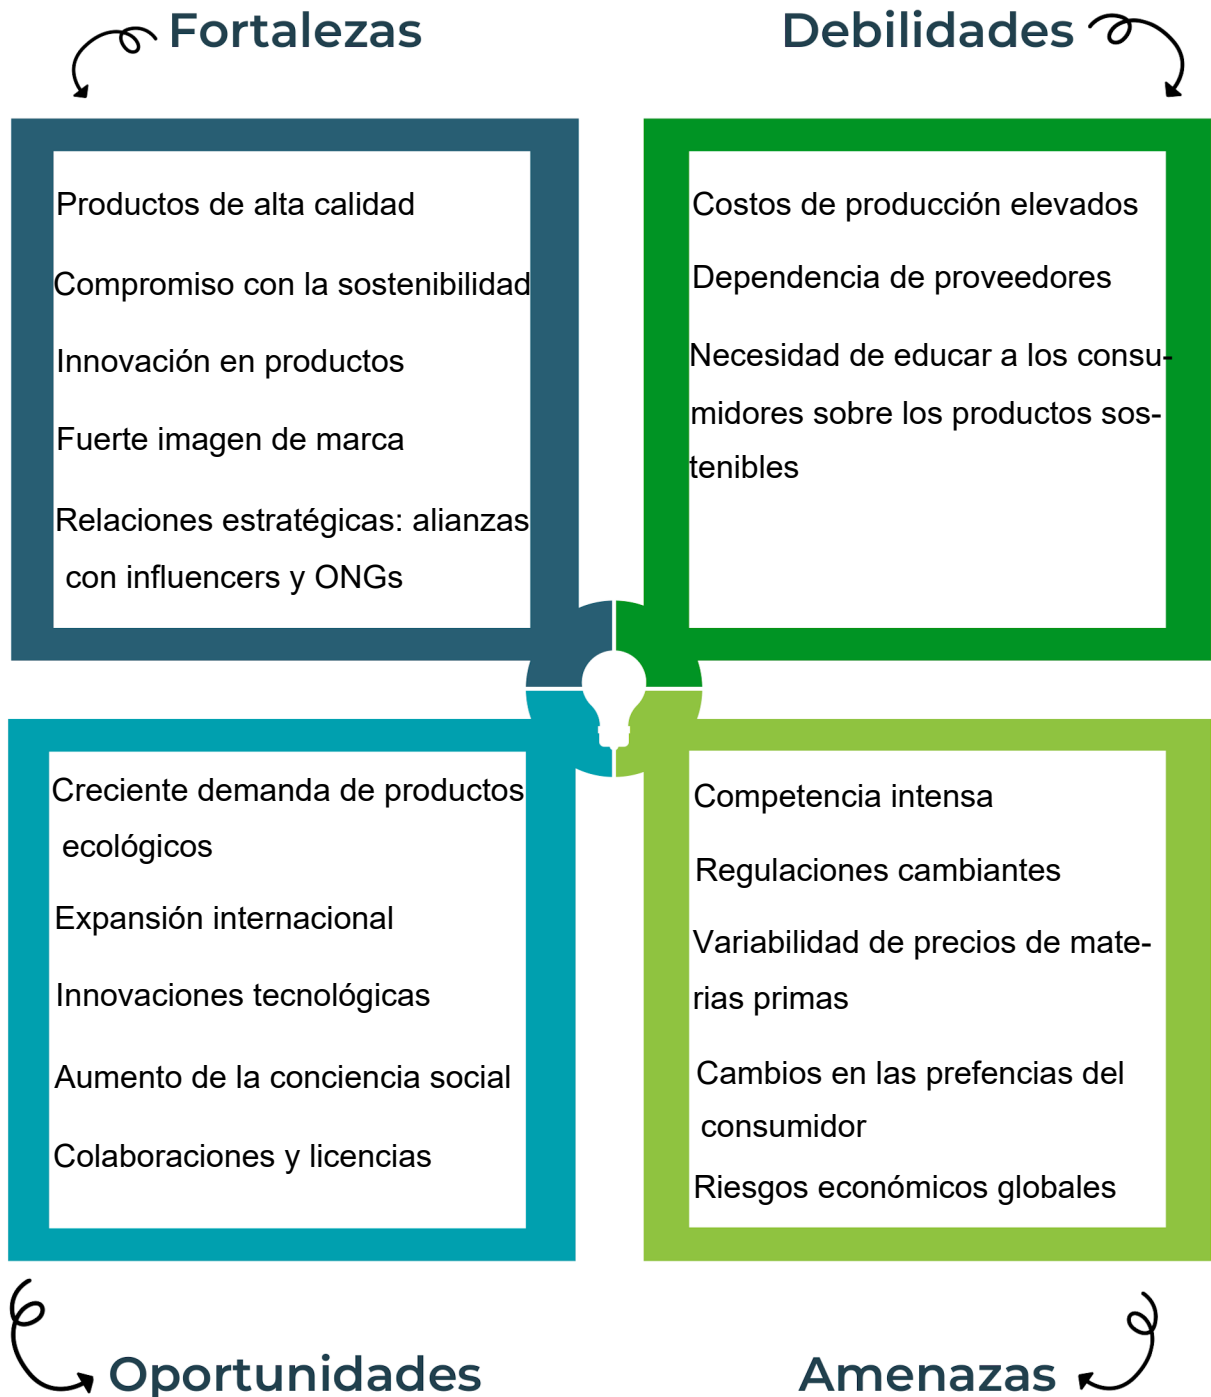 Fortalezas
Productos de alta calidad
Compromiso con la sostenibilidad
Innovación en productos
Fuerte imagen de marca
Relaciones estratégicas: alianzas
con influencers y ONGs
Debilidades
Costos de producción elevados
Dependencia de proveedores
Necesidad de educar a los consu-
midores sobre los productos sos-
tenibles
Creciente demanda de productos
ecológicos
Expansión internacional
Innovaciones tecnológicas
Aumento de la conciencia social
Colaboraciones y licencias
Oportunidades
Competencia intensa
Regulaciones cambiantes
Variabilidad de precios de mate-
rias primas
Cambios en las prefencias del
consumidor
Riesgos económicos globales
Amenazas